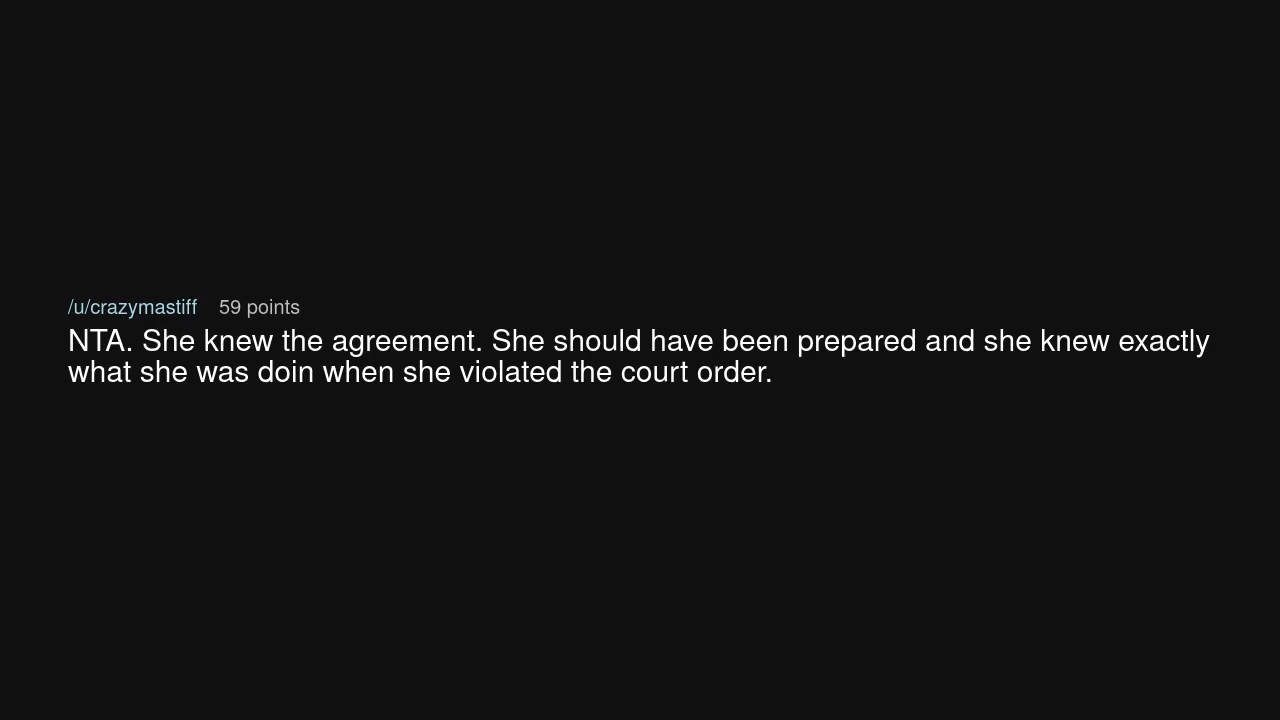 /u/crazymastiff 59 points
NTA. She knew the agreement. She should have been prepared and she knew exactly
what she was doin when she violated the court order.